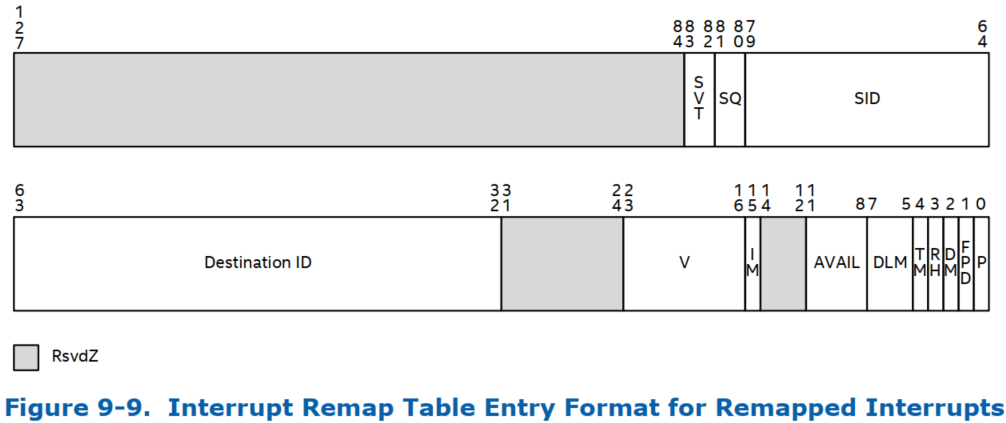 127 84 83 82 81 80 79 64
SVT SQ SID
63 32 31 24 23 16 15 14 12 11 8 7 5 4 3 2 1 0
Destination ID V IM AVAIL DLM TM RH DM FPD P
RsvdZ
Figure 9-9. Interrupt Remap Table Entry Format for Remapped Interrupts